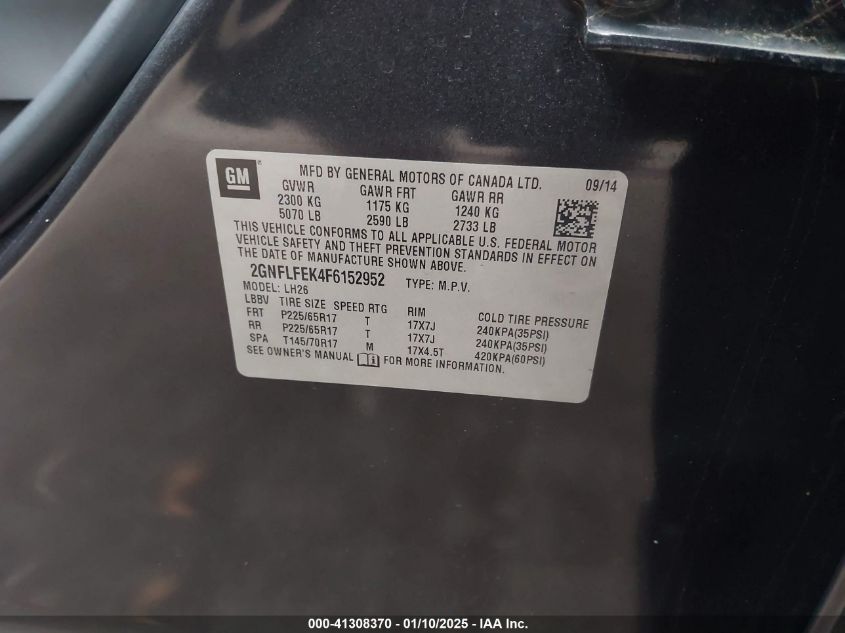 GM ® MFD BY GENERAL MOTORS OF CANADA LTD. 09/14
GVWR GAWR FRT GAWR RR
2300 KG 1175 KG 1240 KG
5070 LB 2590 LB 2733 LB
THIS VEHICLE CONFORMS TO ALL APPLICABLE U.S. FEDERAL MOTOR
VEHICLE SAFETY AND THEFT PREVENTION STANDARDS IN EFFECT ON
THE DATE OF MANUFACTURE SHOWN ABOVE.
2GNFLFEK4F6152952 TYPE: M.P.V.
MODEL: LH26
LBBV TIRE SIZE SPEED RTG RIM COLD TIRE PRESSURE
FRT P225/65R17 T 17X7J 240KPA(35PSI)
RR P225/65R17 T 17X7J 240KPA(35PSI)
SPA T145/70R17 M 17X4.5T 420KPA(60PSI)
SEE OWNER'S MANUAL FOR MORE INFORMATION.
000-41308370 - 01/10/2025 - IAA Inc.